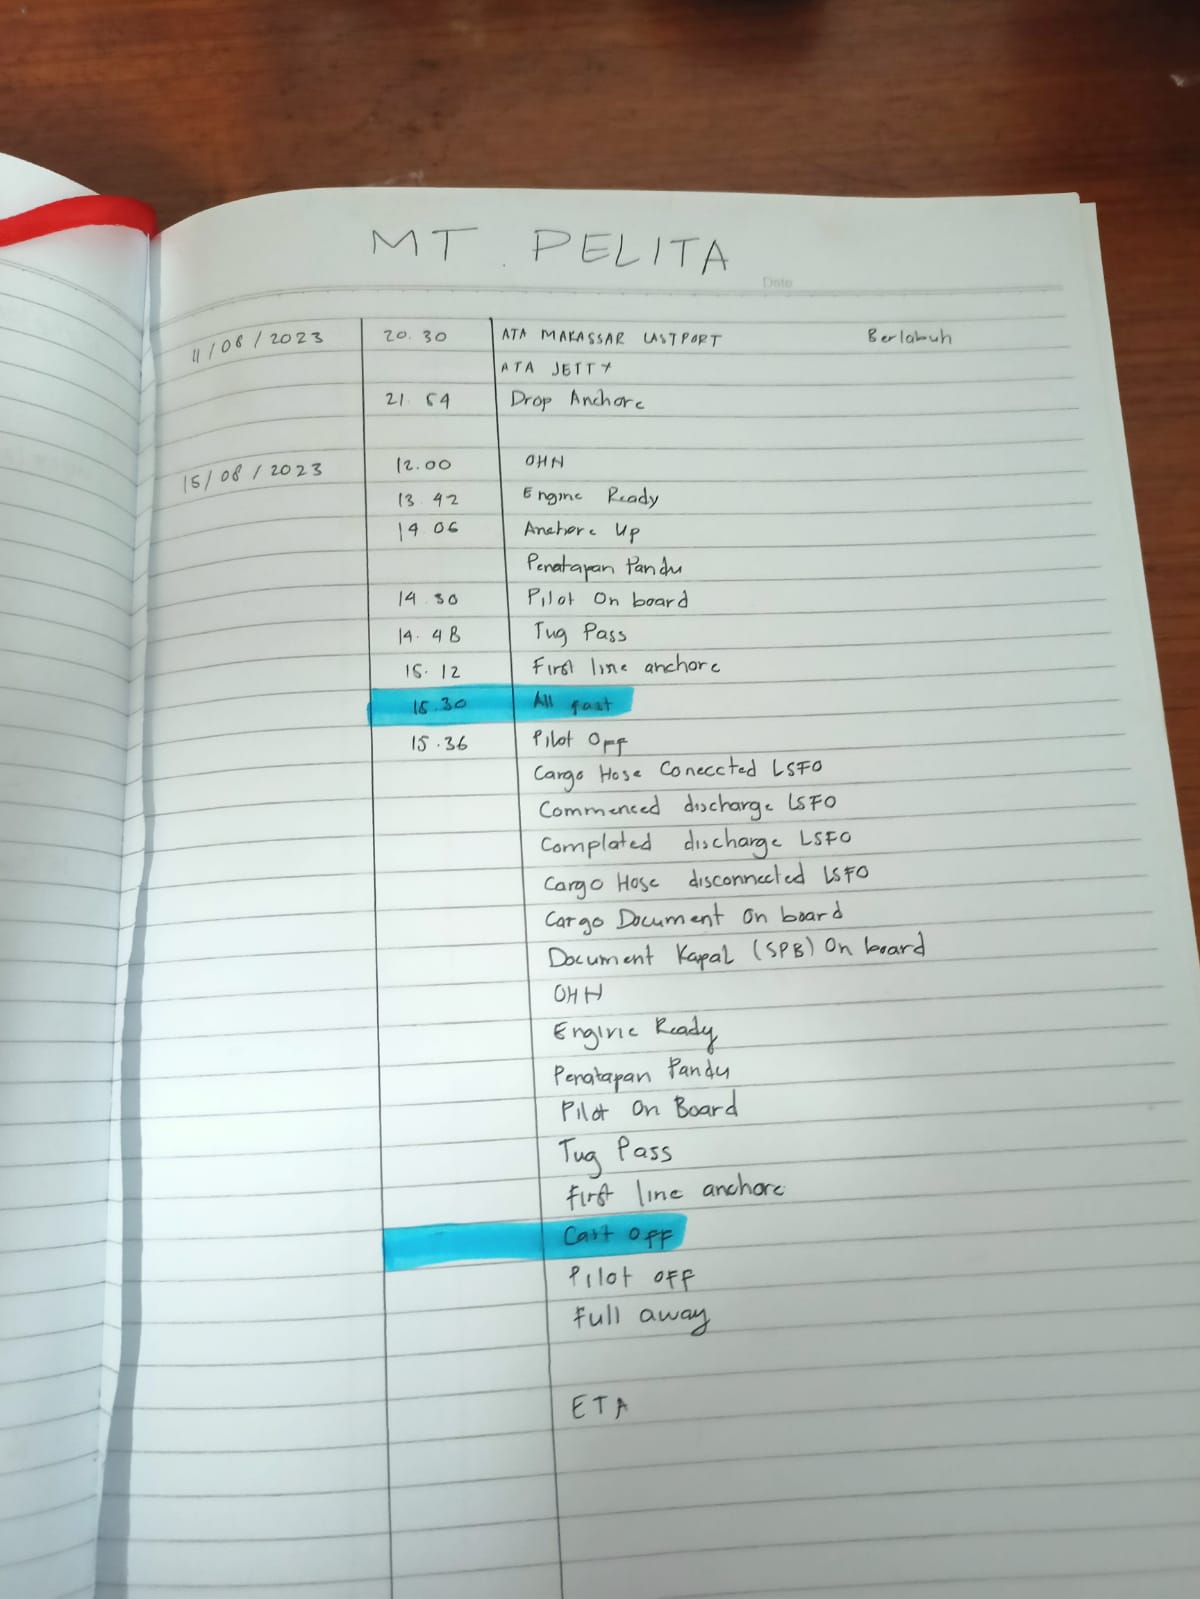 MT. PELITA
Date
11/08/2023 20.30 ATA MAKASSAR LASTPORT Berlabuh
ATA JETTY
21.54 Drop Anchore
15/08/2023 12.00 OHN
13.42 Engine Ready
14.06 Anchore Up
Penatapan Pandu
14.30 Pilot On board
14.48 Tug Pass
15.12 First line anchore
15.30 All fast
15.36 Pilot Off
Cargo Hose Coneccted LSFO
Commenced discharge LSFO
Complated discharge LSFO
Cargo Hose disconnected LSFO
Cargo Document On board
Document Kapal (SPB) On board
OHN
Engine Ready
Penatapan Pandu
Pilot On Board
Tug Pass
First line anchore
Cast Off
Pilot OFF
Full away
ETA